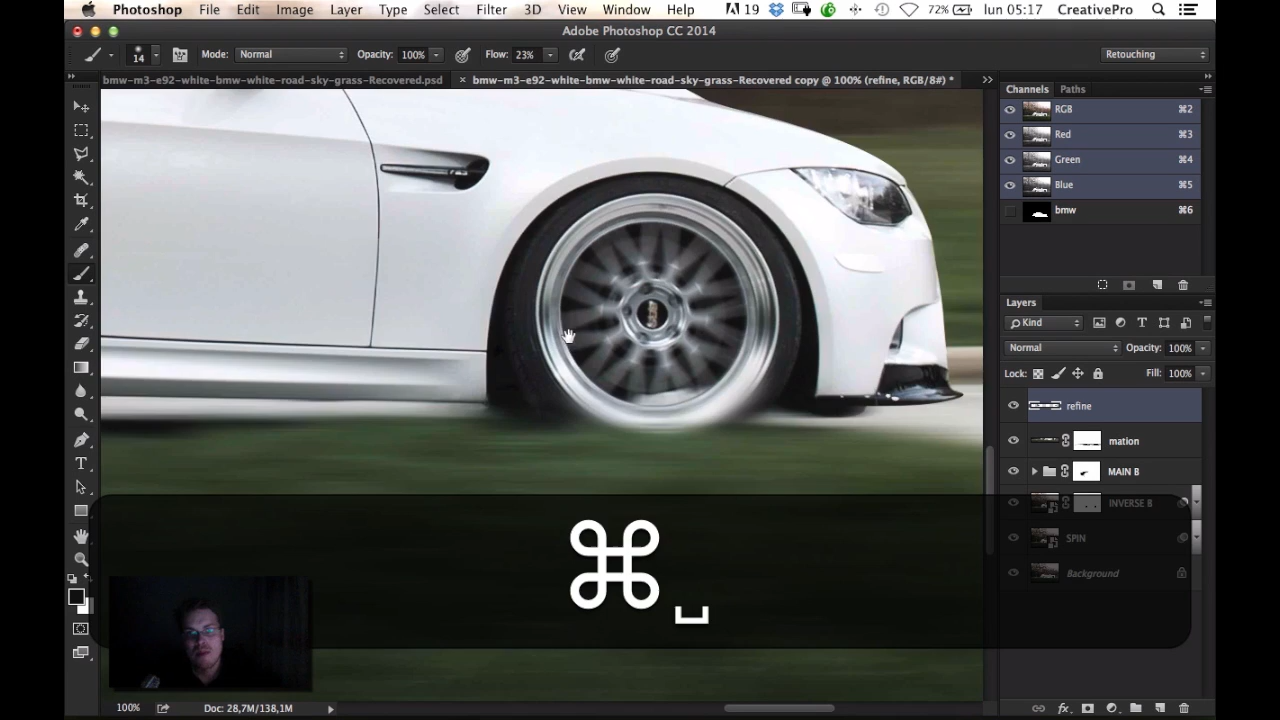 Photoshop File Edit Image Layer Type Select Filter 3D View Window Help 19 72% lun 05:17 CreativePro
Adobe Photoshop CC 2014
14 Mode: Normal Opacity: 100% Flow: 23% Retouching
bmw-m3-e92-white-bmw-white-road-sky-grass-Recovered.psd × bmw-m3-e92-white-bmw-white-road-sky-grass-Recovered copy @ 100% (refine, RGB/8#) *
Channels Paths
RGB ⌘2
Red ⌘3
Green ⌘4
Blue ⌘5
bmw ⌘6
Layers
Kind
Normal Opacity: 100%
Lock: Fill: 100%
refine
mation
MAIN B
INVERSE B
SPIN
Background
⌘
100% Doc: 28,7M/138,1M
fx